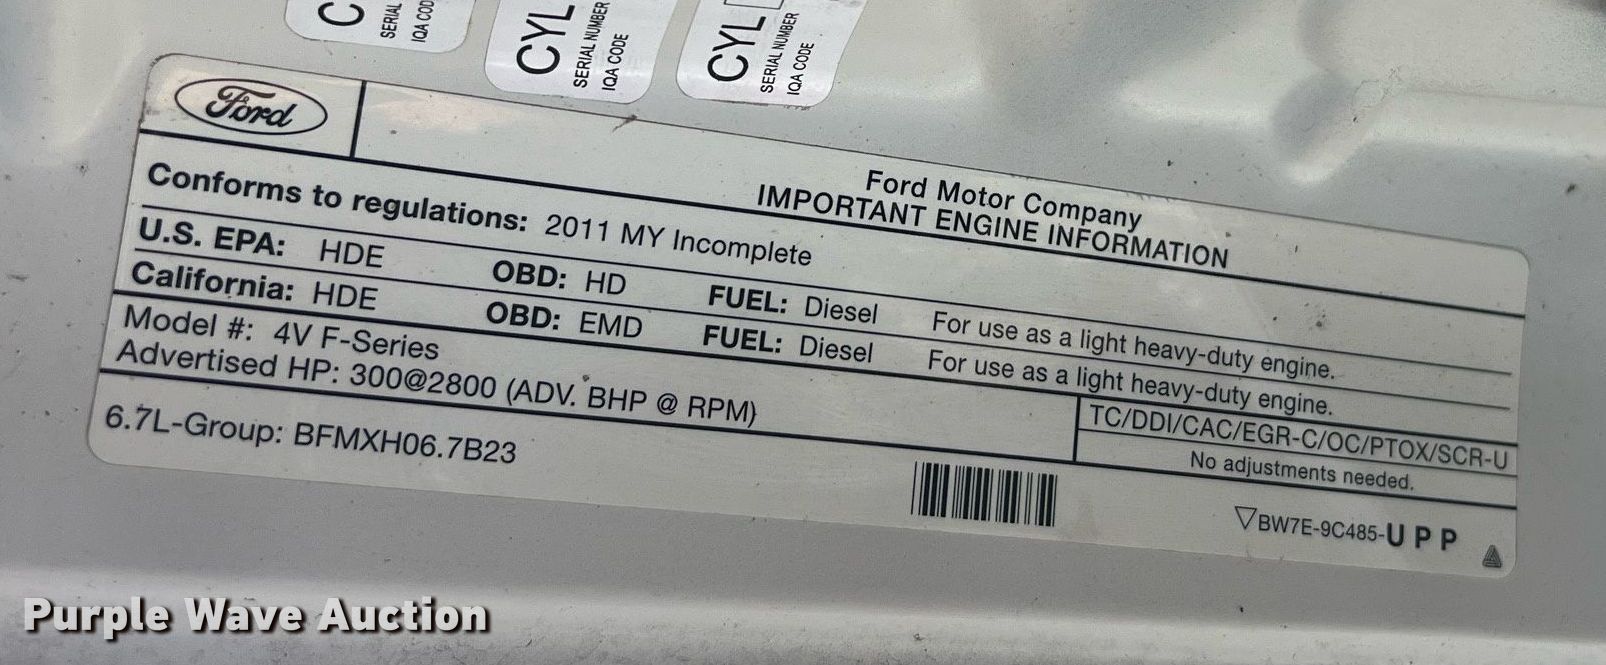 C
SERIAL
IQA COD
CYL
SERIAL NUMBER
IQA CODE
CYL
SERIAL NUMBER
IQA CODE
Ford
Ford Motor Company
IMPORTANT ENGINE INFORMATION
Conforms to regulations: 2011 MY Incomplete
U.S. EPA: HDE OBD: HD FUEL: Diesel For use as a light heavy-duty engine.
California: HDE OBD: EMD FUEL: Diesel For use as a light heavy-duty engine.
Model #: 4V F-Series
Advertised HP: 300@2800 (ADV. BHP @ RPM)
TC/DDI/CAC/EGR-C/OC/PTOX/SCR-U
No adjustments needed.
6.7L-Group: BFMXH06.7B23
BW7E-9C485-UPP
Purple Wave Auction